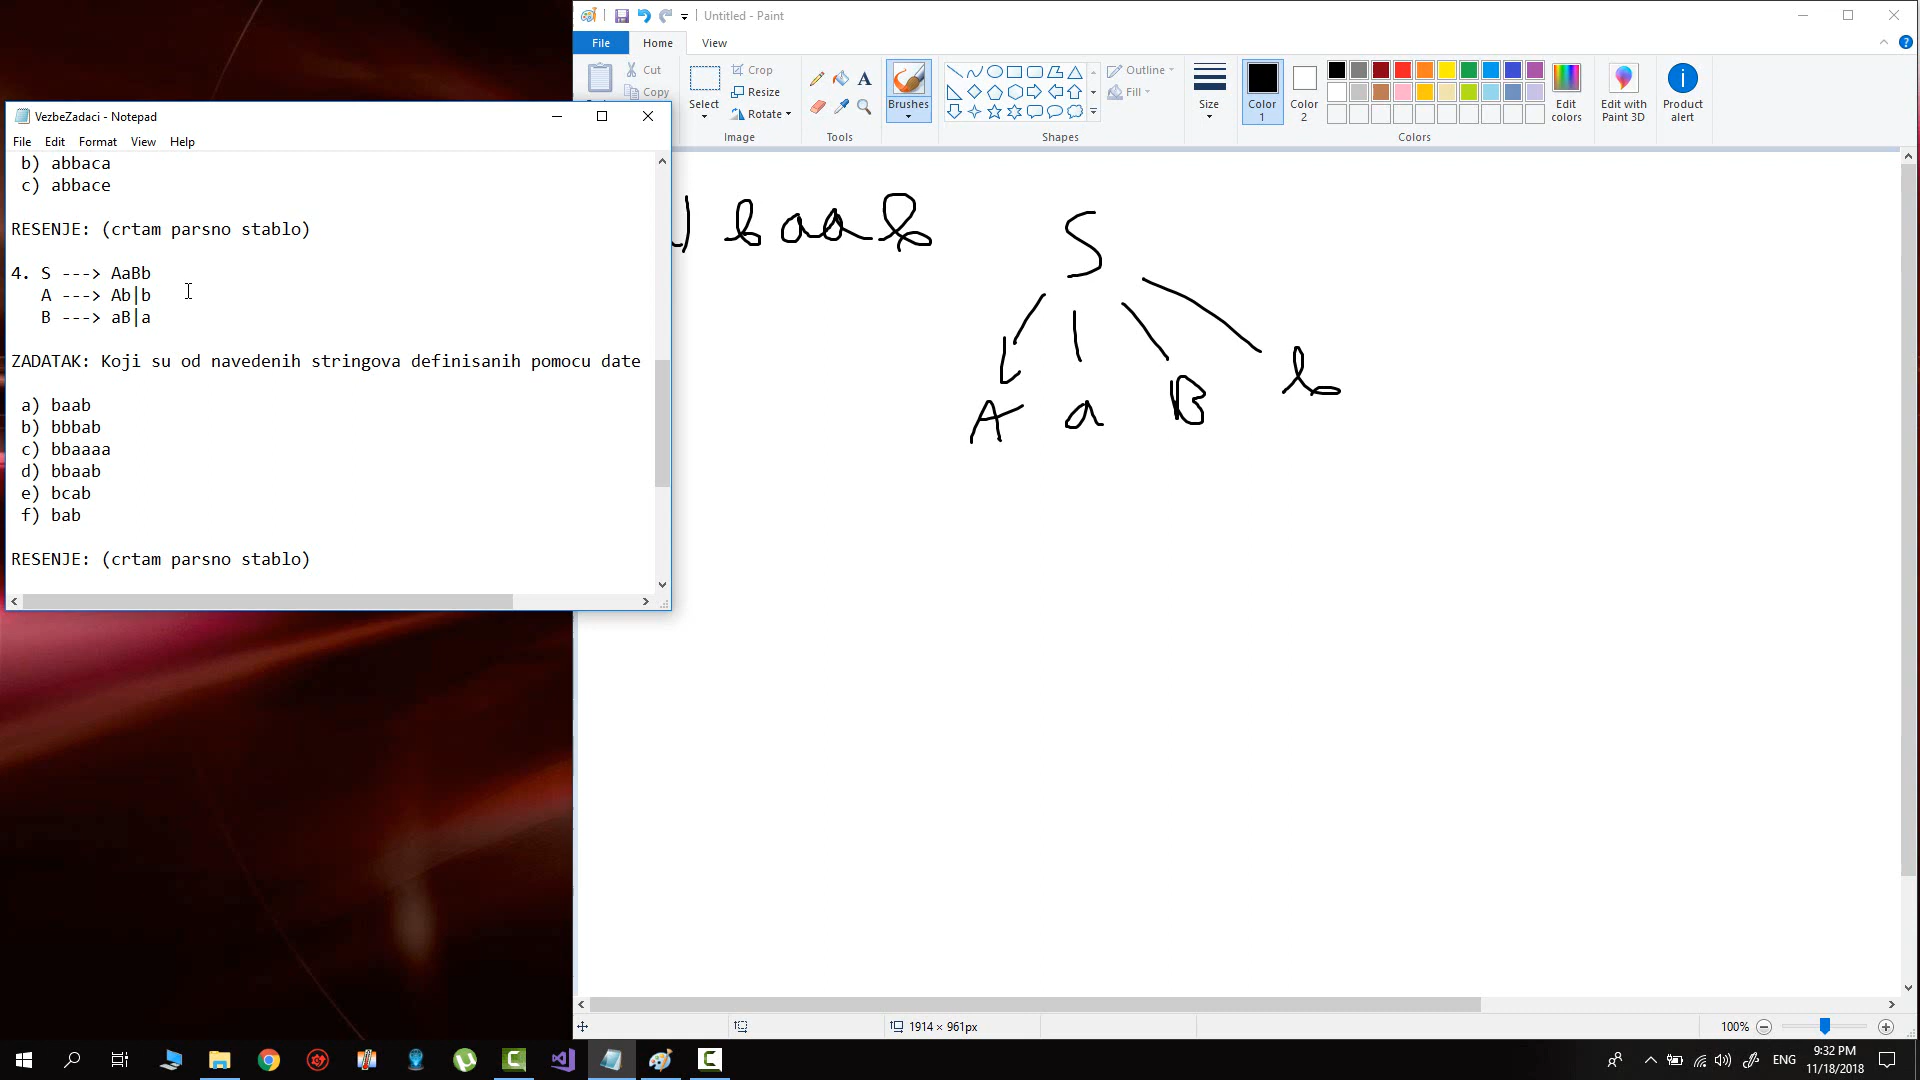 Untitled - Paint
File
Home
View
Cut
Copy
Select
Crop
Resize
Rotate
Image
Tools
Brushes
Outline
Fill
Shapes
Size
Color 1
Color 2
Edit colors
Edit with Paint 3D
Product alert
Colors
VezbeZadaci - Notepad
File Edit Format View Help
b) abbaca
c) abbace
RESENJE: (crtam parsno stablo)
4. S ---> AaBb
A ---> Ab|b
B ---> aB|a
ZADATAK: Koji su od navedenih stringova definisanih pomocu date
a) baab
b) bbbab
c) bbaaaa
d) bbaab
e) bcab
f) bab
RESENJE: (crtam parsno stablo)
) baab
S
A a B b
1914 × 961px
100%
ENG
9:32 PM
11/18/2018